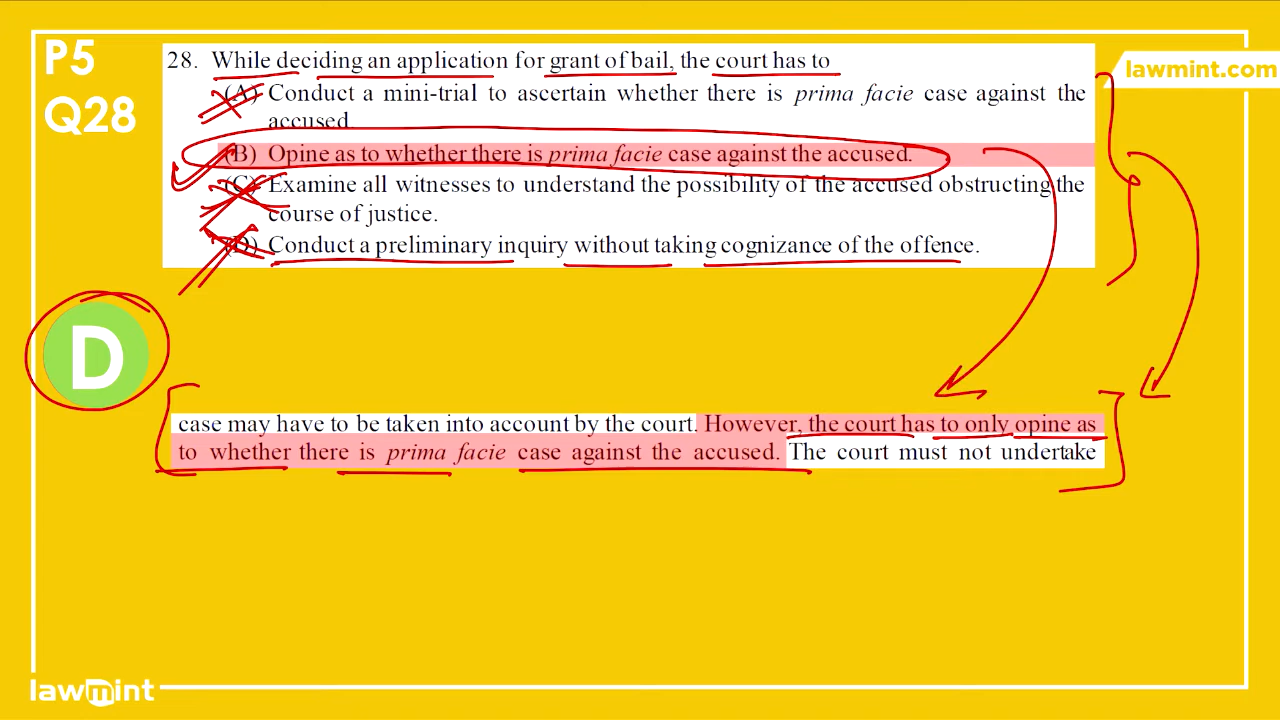 P5
Q28
lawmint.com
28. While deciding an application for grant of bail, the court has to
(A) Conduct a mini-trial to ascertain whether there is prima facie case against the
accused.
(B) Opine as to whether there is prima facie case against the accused.
(C) Examine all witnesses to understand the possibility of the accused obstructing the
course of justice.
(D) Conduct a preliminary inquiry without taking cognizance of the offence.
D
case may have to be taken into account by the court. However, the court has to only opine as
to whether there is prima facie case against the accused. The court must not undertake
lawmint